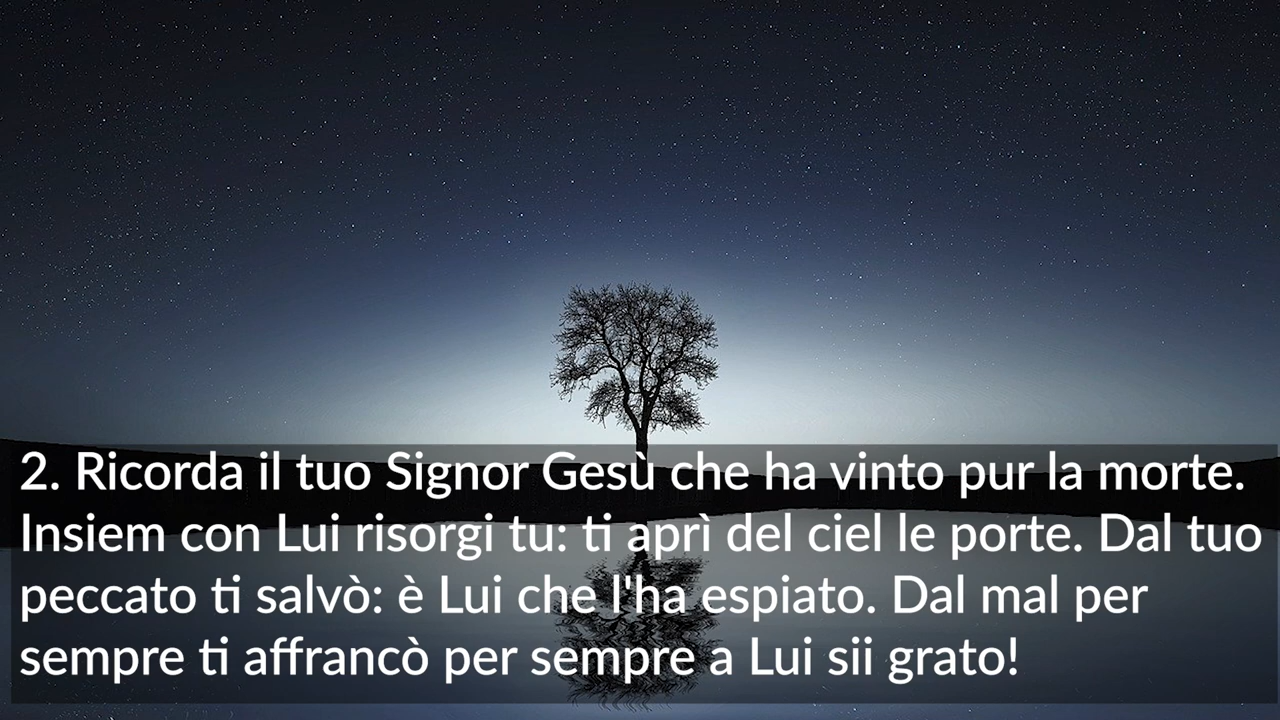 2. Ricorda il tuo Signor Gesù che ha vinto pur la morte.
Insiem con Lui risorgi tu: ti aprì del ciel le porte. Dal tuo
peccato ti salvò: è Lui che l'ha espiato. Dal mal per
sempre ti affrancò per sempre a Lui sii grato!